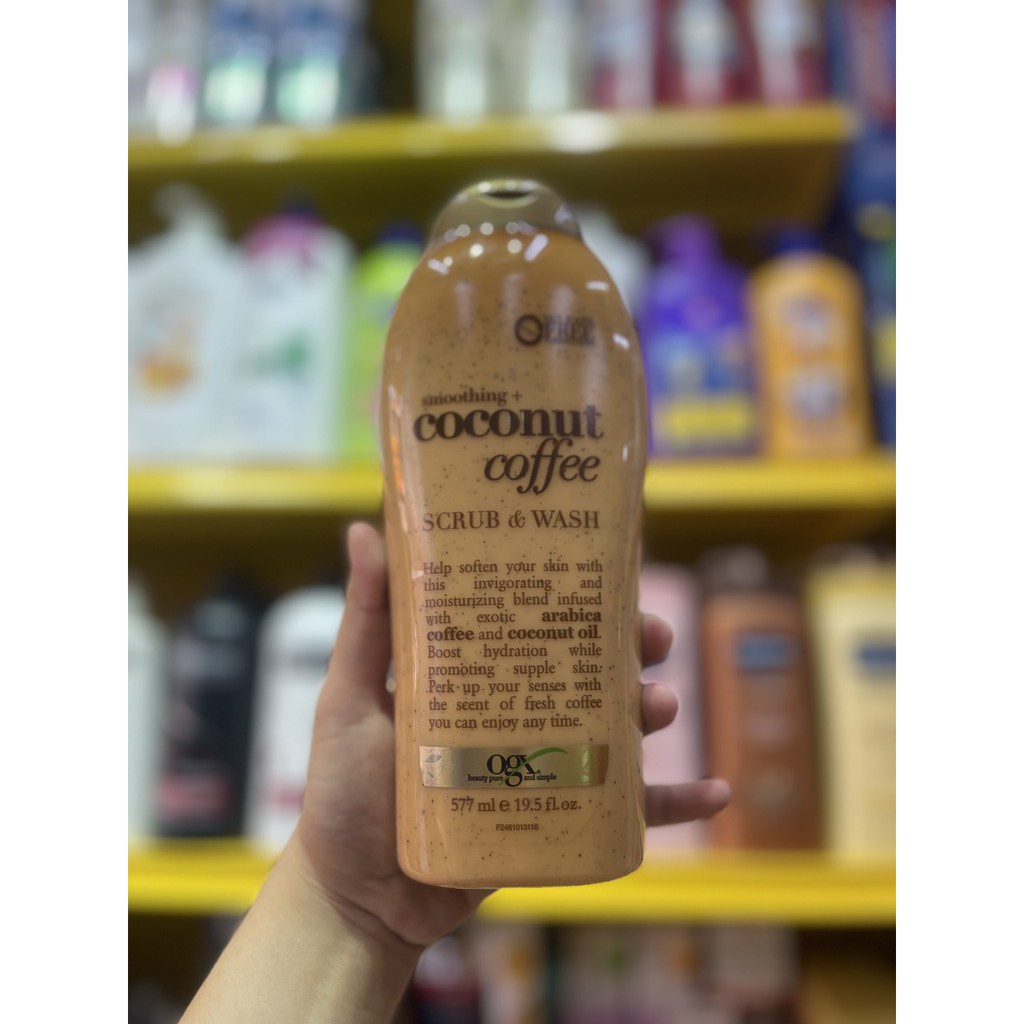 FREE
smoothing +
coconut
coffee
SCRUB & WASH
Help soften your skin with
this invigorating and
moisturizing blend infused
with exotic arabica
coffee and coconut oil.
Boost hydration while
promoting supple skin.
Perk up your senses with
the scent of fresh coffee
you can enjoy any time.
ogx
beauty pure and simple
577 ml e 19.5 fl.oz.